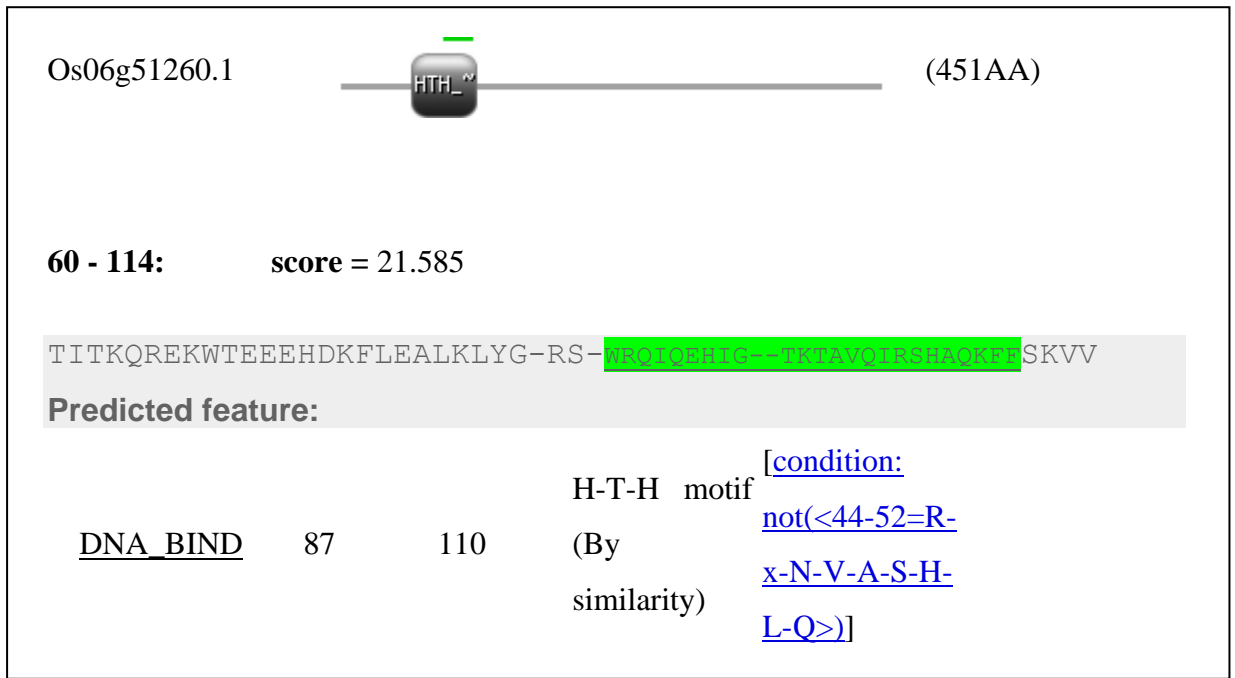 Os06g51260.1 HTH_~ (451AA)
60 - 114: score = 21.585
TITKQREKWTEEEHDKFLEALKLYG-RS-WRQIQEHIG--TKTAVQIRSHAQKFFSKVV
Predicted feature:
DNA_BIND 87 110 H-T-H motif (By similarity) [condition: not(<44-52=R-x-N-V-A-S-H-L-Q>)]